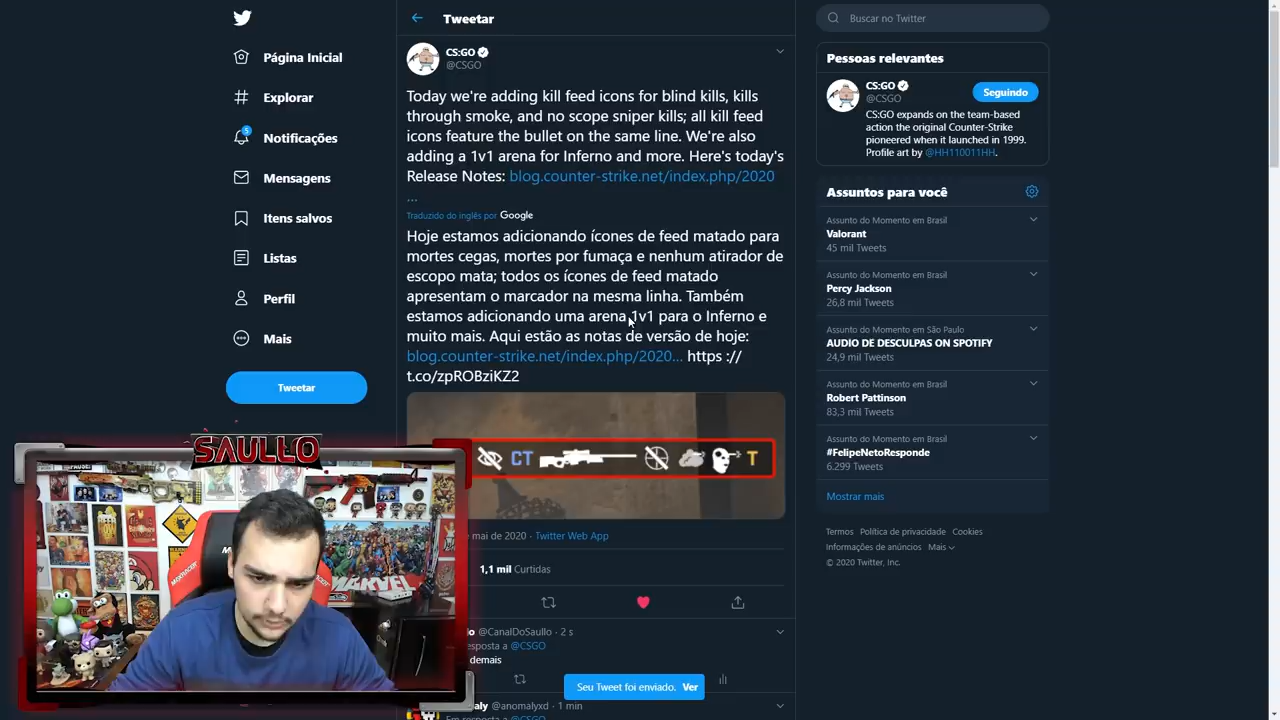 Página Inicial
Explorar
5
Notificações
Mensagens
Itens salvos
Listas
Perfil
Mais
Tweetar
Tweetar
CS:GO
@CSGO
Today we're adding kill feed icons for blind kills, kills
through smoke, and no scope sniper kills; all kill feed
icons feature the bullet on the same line. We're also
adding a 1v1 arena for Inferno and more. Here's today's
Release Notes: blog.counter-strike.net/index.php/2020
...
Traduzido do inglês por Google
Hoje estamos adicionando ícones de feed matado para
mortes cegas, mortes por fumaça e nenhum atirador de
escopo mata; todos os ícones de feed matado
apresentam o marcador na mesma linha. Também
estamos adicionando uma arena 1v1 para o Inferno e
muito mais. Aqui estão as notas de versão de hoje:
blog.counter-strike.net/index.php/2020... https ://
t.co/zpROBziKZ2
CT
T
mai de 2020 · Twitter Web App
1,1 mil Curtidas
@CanalDoSaullo · 2 s
@CSGO
demais
@anomalyxd · 1 min
Seu Tweet foi enviado. Ver
Buscar no Twitter
Pessoas relevantes
CS:GO
@CSGO
Seguindo
CS:GO expands on the team-based
action the original Counter-Strike
pioneered when it launched in 1999.
Profile art by @HH110011HH.
Assuntos para você
Assunto do Momento em Brasil
Valorant
45 mil Tweets
Assunto do Momento em Brasil
Percy Jackson
26,8 mil Tweets
Assunto do Momento em São Paulo
AUDIO DE DESCULPAS ON SPOTIFY
24,9 mil Tweets
Assunto do Momento em Brasil
Robert Pattinson
83,3 mil Tweets
Assunto do Momento em Brasil
#FelipeNetoResponde
6.299 Tweets
Mostrar mais
Termos Política de privacidade Cookies
Informações de anúncios Mais
© 2020 Twitter, Inc.
SAULLO
MARVEL